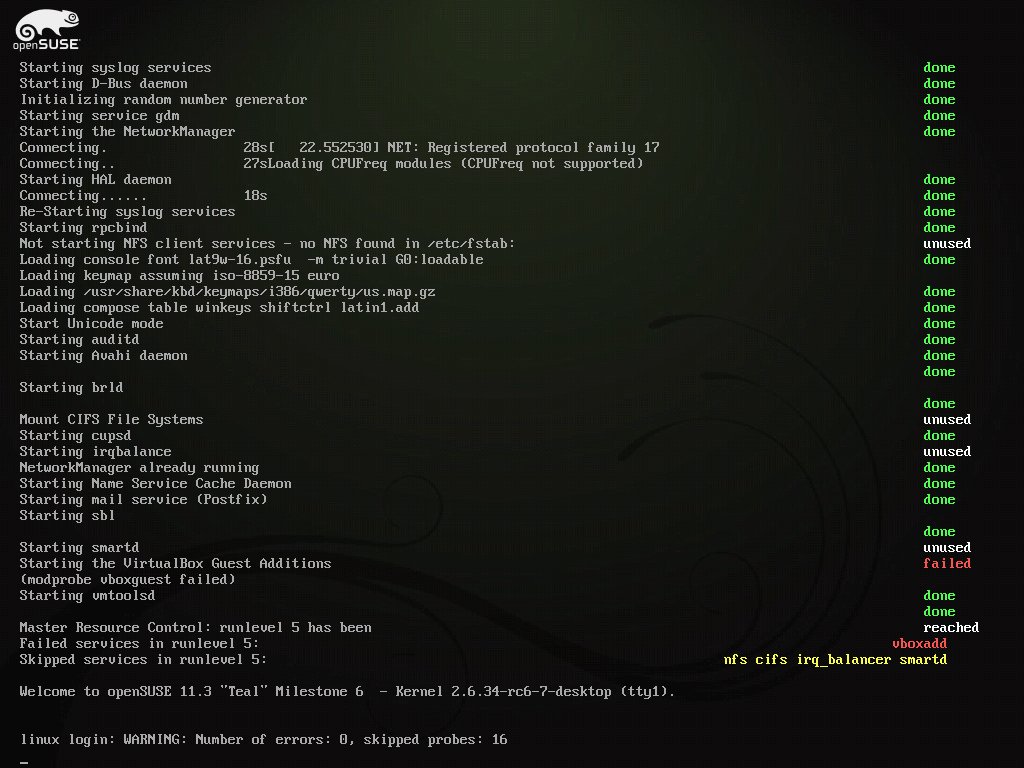 openSUSE
Starting syslog services done
Starting D-Bus daemon done
Initializing random number generator done
Starting service gdm done
Starting the NetworkManager done
Connecting. 28s[ 22.552530] NET: Registered protocol family 17
Connecting.. 27sLoading CPUFreq modules (CPUFreq not supported)
Starting HAL daemon done
Connecting...... 18s done
Re-Starting syslog services done
Starting rpcbind done
Not starting NFS client services - no NFS found in /etc/fstab: unused
Loading console font lat9w-16.psfu -m trivial G0:loadable done
Loading keymap assuming iso-8859-15 euro
Loading /usr/share/kbd/keymaps/i386/qwerty/us.map.gz done
Loading compose table winkeys shiftctrl latin1.add done
Start Unicode mode done
Starting auditd done
Starting Avahi daemon done
done
Starting brld
done
Mount CIFS File Systems unused
Starting cupsd done
Starting irqbalance unused
NetworkManager already running done
Starting Name Service Cache Daemon done
Starting mail service (Postfix) done
Starting sbl
done
Starting smartd unused
Starting the VirtualBox Guest Additions failed
(modprobe vboxguest failed)
Starting vmtoolsd done
done
Master Resource Control: runlevel 5 has been reached
Failed services in runlevel 5: vboxadd
Skipped services in runlevel 5: nfs cifs irq_balancer smartd
Welcome to openSUSE 11.3 "Teal" Milestone 6 - Kernel 2.6.34-rc6-7-desktop (tty1).
linux login: WARNING: Number of errors: 0, skipped probes: 16